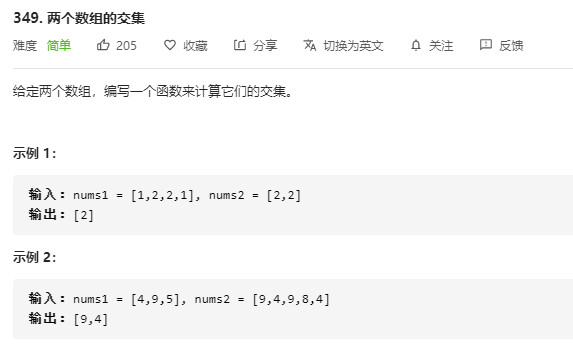 349. 两个数组的交集
难度 简单 205 收藏 分享 切换为英文 关注 反馈
给定两个数组，编写一个函数来计算它们的交集。
示例 1：
输入：nums1 = [1,2,2,1], nums2 = [2,2]
输出：[2]
示例 2：
输入：nums1 = [4,9,5], nums2 = [9,4,9,8,4]
输出：[9,4]